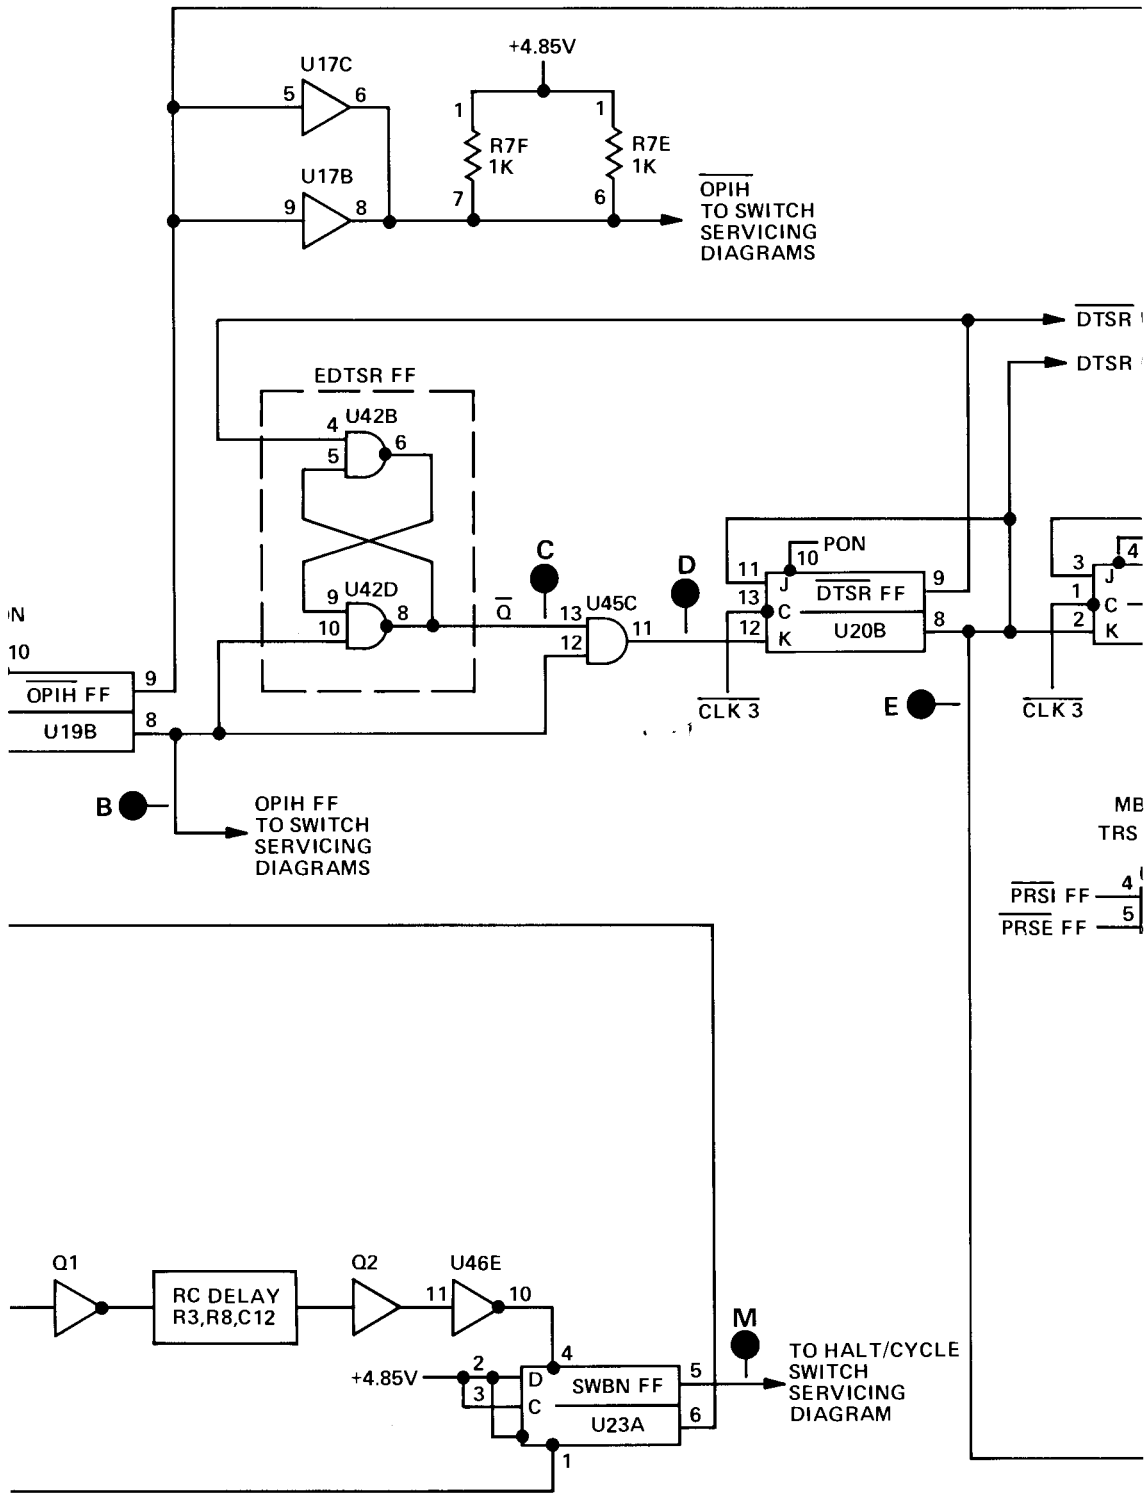 +4.85V
U17C
5
6
1
1
R7F
1K
R7E
1K
U17B
9
8
7
6
OPIH
TO SWITCH
SERVICING
DIAGRAMS
DTSR
DTSR
EDTSR FF
U42B
4
6
5
C
D
PON
10
4
11
J
DTSR FF
9
3
J
U42D
9
8
10
Q
13
U45C
12
11
13
C
12
K
U20B
8
1
C
2
K
N
10
OPIH FF
9
U19B
8
CLK 3
E
CLK 3
B
OPIH FF
TO SWITCH
SERVICING
DIAGRAMS
MB
TRS
PRSI FF
4
PRSE FF
5
Q1
RC DELAY
R3,R8,C12
Q2
U46E
11
10
M
TO HALT/CYCLE
SWITCH
SERVICING
DIAGRAM
+4.85V
2
3
4
D
C
SWBN FF
5
U23A
6
1